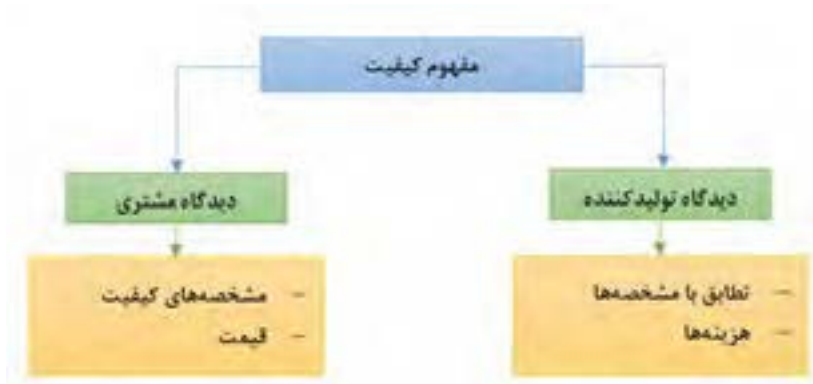 مفهوم کیفیت
دیدگاه تولیدکننده
دیدگاه مشتری
– تطابق با مشخصه‌ها
– هزینه‌ها
– مشخصه‌های کیفیت
– قیمت